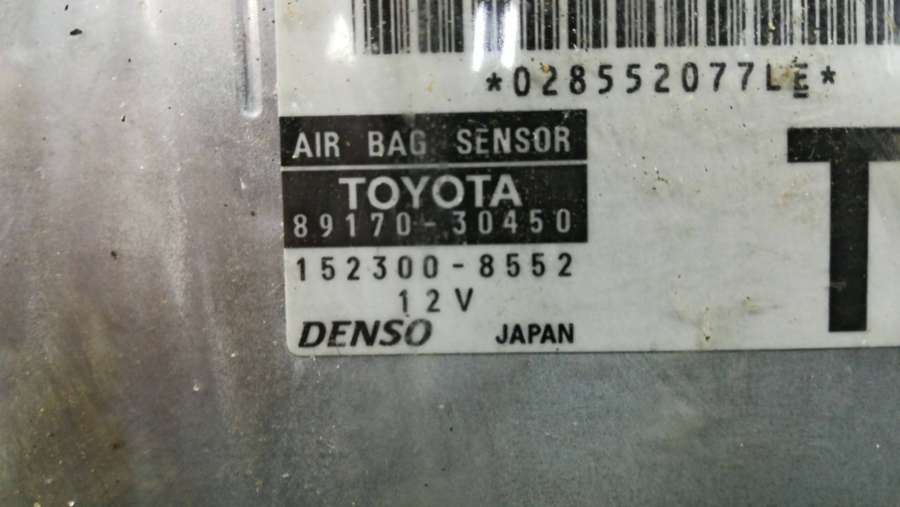 *028552077LE*
AIR BAG SENSOR
TOYOTA
89170-30450
152300-8552
12V
DENSO JAPAN
T